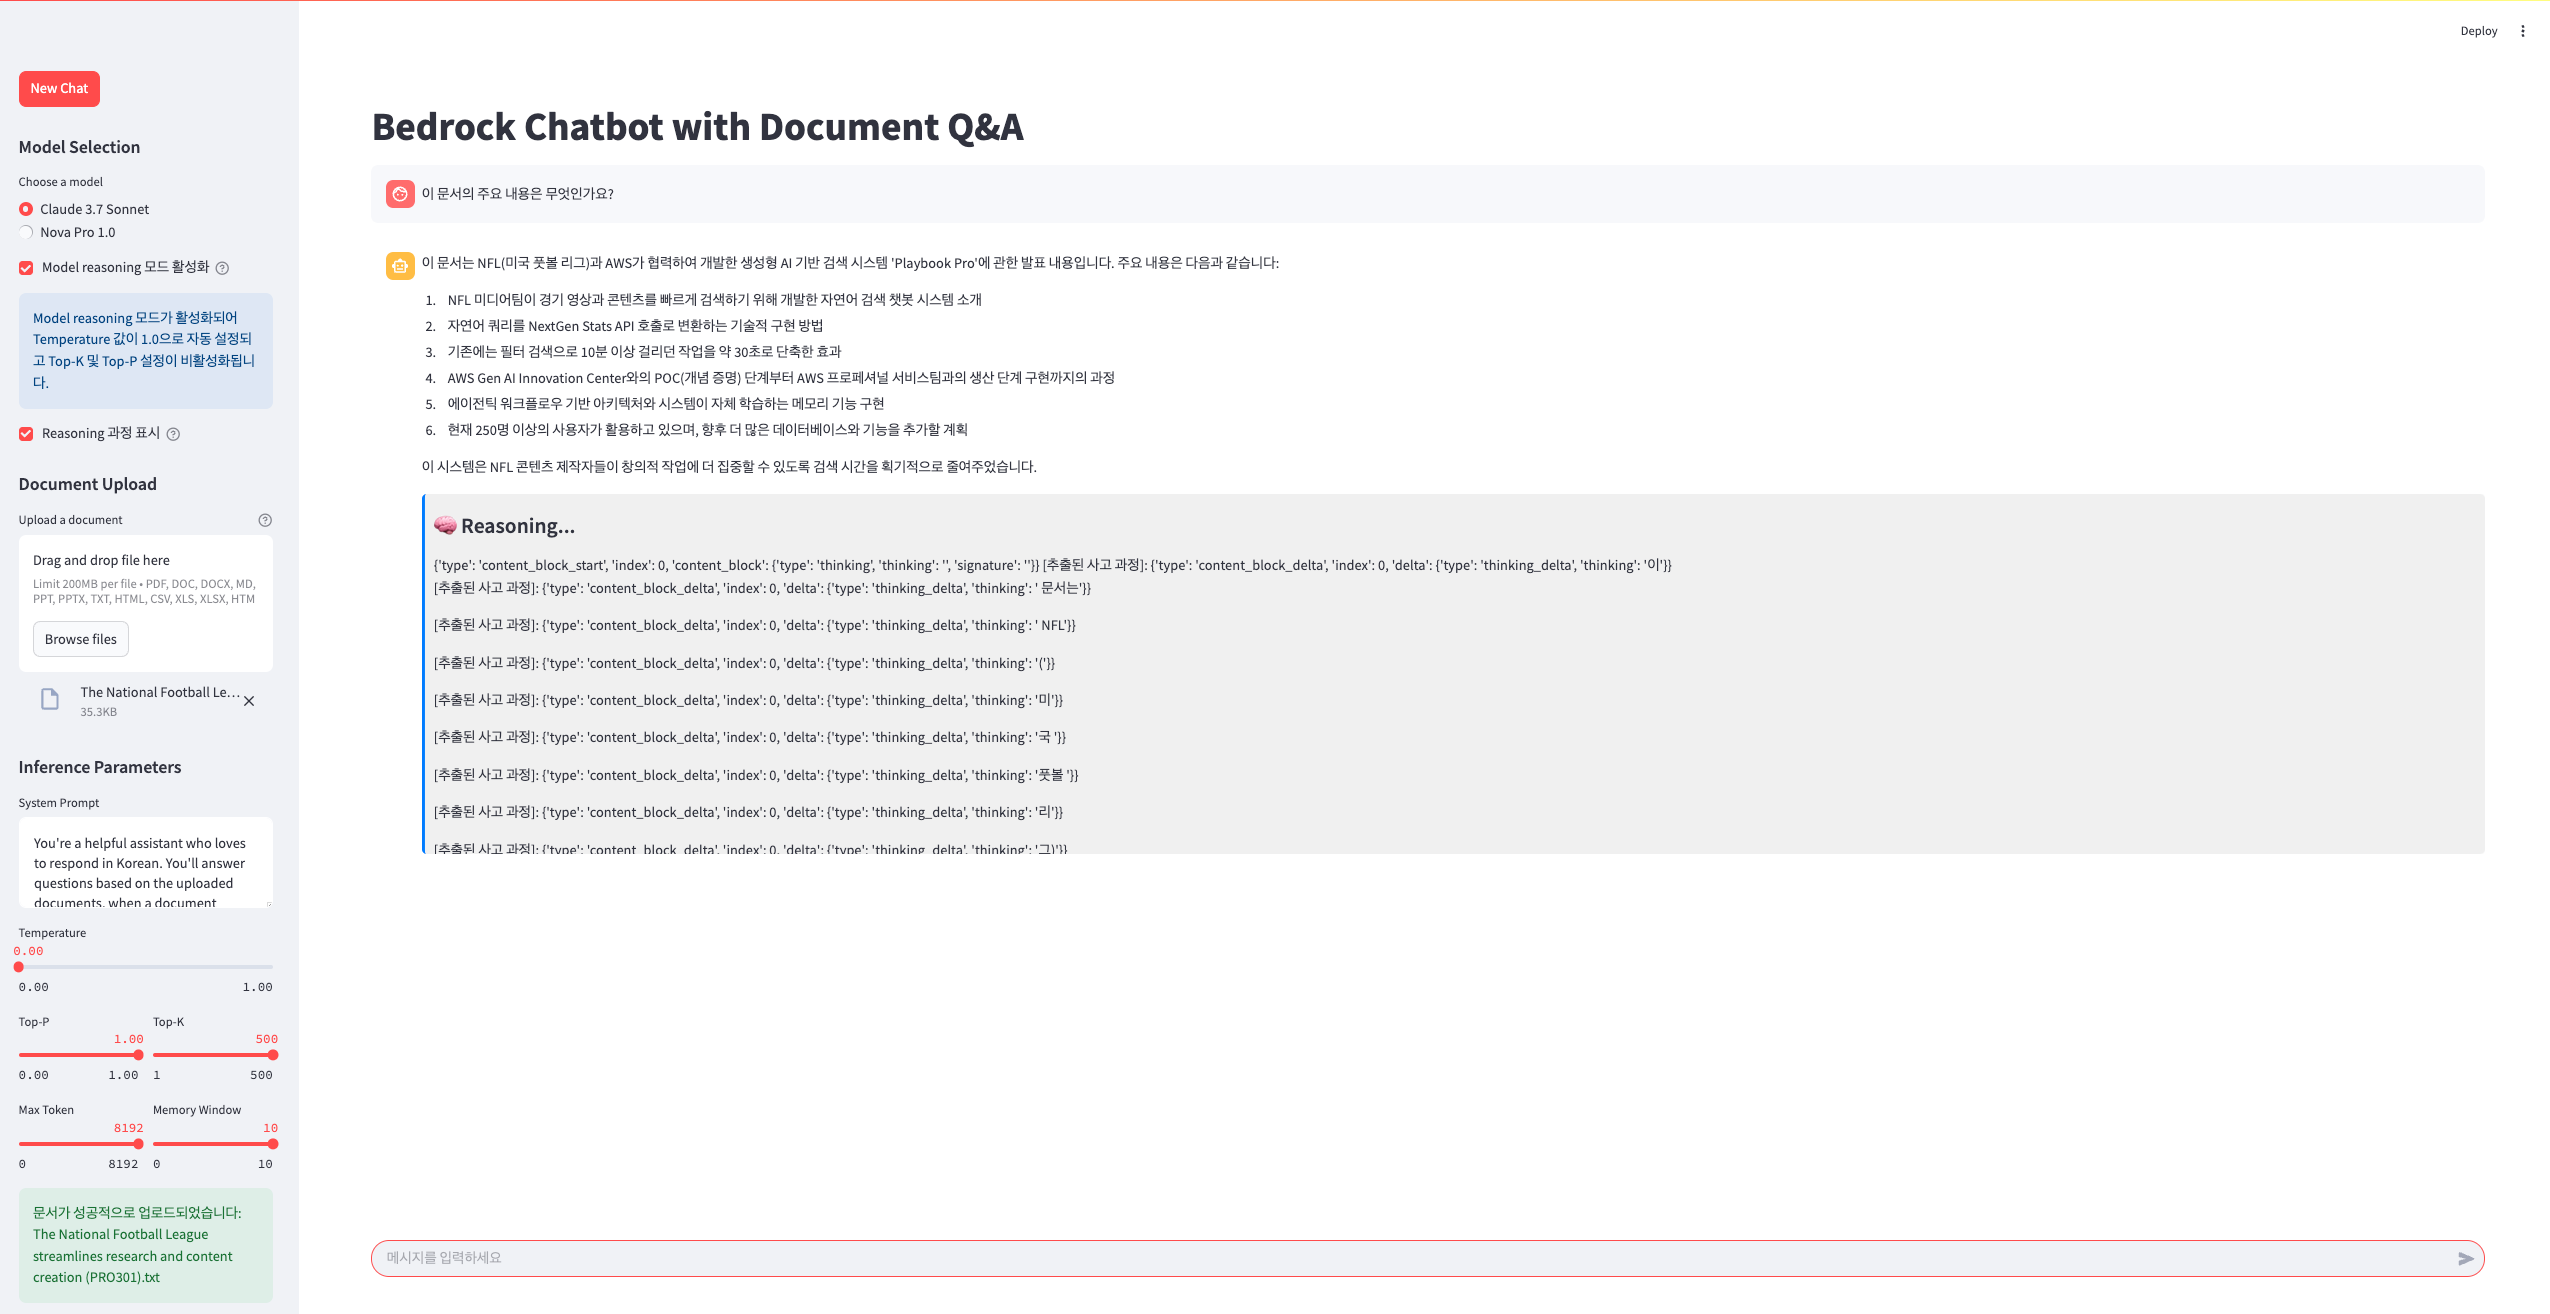 Deploy
New Chat
Model Selection
Choose a model
Claude 3.7 Sonnet
Nova Pro 1.0
Model reasoning 모드 활성화
Model reasoning 모드가 활성화되어
Temperature 값이 1.0으로 자동 설정되
고 Top-K 및 Top-P 설정이 비활성화됩니
다.
Reasoning 과정 표시
Document Upload
Upload a document
Drag and drop file here
Limit 200MB per file • PDF, DOC, DOCX, MD,
PPT, PPTX, TXT, HTML, CSV, XLS, XLSX, HTM
Browse files
The National Football Le...
35.3KB
Inference Parameters
System Prompt
You're a helpful assistant who loves
to respond in Korean. You'll answer
questions based on the uploaded
documents. when a document
Temperature
0.00
0.00 1.00
Top-P Top-K
1.00 500
0.00 1.00 1 500
Max Token Memory Window
8192 10
0 8192 0 10
문서가 성공적으로 업로드되었습니다:
The National Football League
streamlines research and content
creation (PRO301).txt
Bedrock Chatbot with Document Q&A
이 문서의 주요 내용은 무엇인가요?
이 문서는 NFL(미국 풋볼 리그)과 AWS가 협력하여 개발한 생성형 AI 기반 검색 시스템 'Playbook Pro'에 관한 발표 내용입니다. 주요 내용은 다음과 같습니다:
1. NFL 미디어팀이 경기 영상과 콘텐츠를 빠르게 검색하기 위해 개발한 자연어 검색 챗봇 시스템 소개
2. 자연어 쿼리를 NextGen Stats API 호출로 변환하는 기술적 구현 방법
3. 기존에는 필터 검색으로 10분 이상 걸리던 작업을 약 30초로 단축한 효과
4. AWS Gen AI Innovation Center와의 POC(개념 증명) 단계부터 AWS 프로페셔널 서비스팀과의 생산 단계 구현까지의 과정
5. 에이전틱 워크플로우 기반 아키텍처와 시스템이 자체 학습하는 메모리 기능 구현
6. 현재 250명 이상의 사용자가 활용하고 있으며, 향후 더 많은 데이터베이스와 기능을 추가할 계획
이 시스템은 NFL 콘텐츠 제작자들이 창의적 작업에 더 집중할 수 있도록 검색 시간을 획기적으로 줄여주었습니다.
🧠 Reasoning...
{'type': 'content_block_start', 'index': 0, 'content_block': {'type': 'thinking', 'thinking': '', 'signature': ''}} [추출된 사고 과정]: {'type': 'content_block_delta', 'index': 0, 'delta': {'type': 'thinking_delta', 'thinking': '이'}}
[추출된 사고 과정]: {'type': 'content_block_delta', 'index': 0, 'delta': {'type': 'thinking_delta', 'thinking': ' 문서는'}}
[추출된 사고 과정]: {'type': 'content_block_delta', 'index': 0, 'delta': {'type': 'thinking_delta', 'thinking': ' NFL'}}
[추출된 사고 과정]: {'type': 'content_block_delta', 'index': 0, 'delta': {'type': 'thinking_delta', 'thinking': '('}}
[추출된 사고 과정]: {'type': 'content_block_delta', 'index': 0, 'delta': {'type': 'thinking_delta', 'thinking': '미'}}
[추출된 사고 과정]: {'type': 'content_block_delta', 'index': 0, 'delta': {'type': 'thinking_delta', 'thinking': '국 '}}
[추출된 사고 과정]: {'type': 'content_block_delta', 'index': 0, 'delta': {'type': 'thinking_delta', 'thinking': '풋볼 '}}
[추출된 사고 과정]: {'type': 'content_block_delta', 'index': 0, 'delta': {'type': 'thinking_delta', 'thinking': '리'}}
[추출된 사고 과정]: {'type': 'content_block_delta', 'index': 0, 'delta': {'type': 'thinking_delta', 'thinking': '그)'}}
메시지를 입력하세요